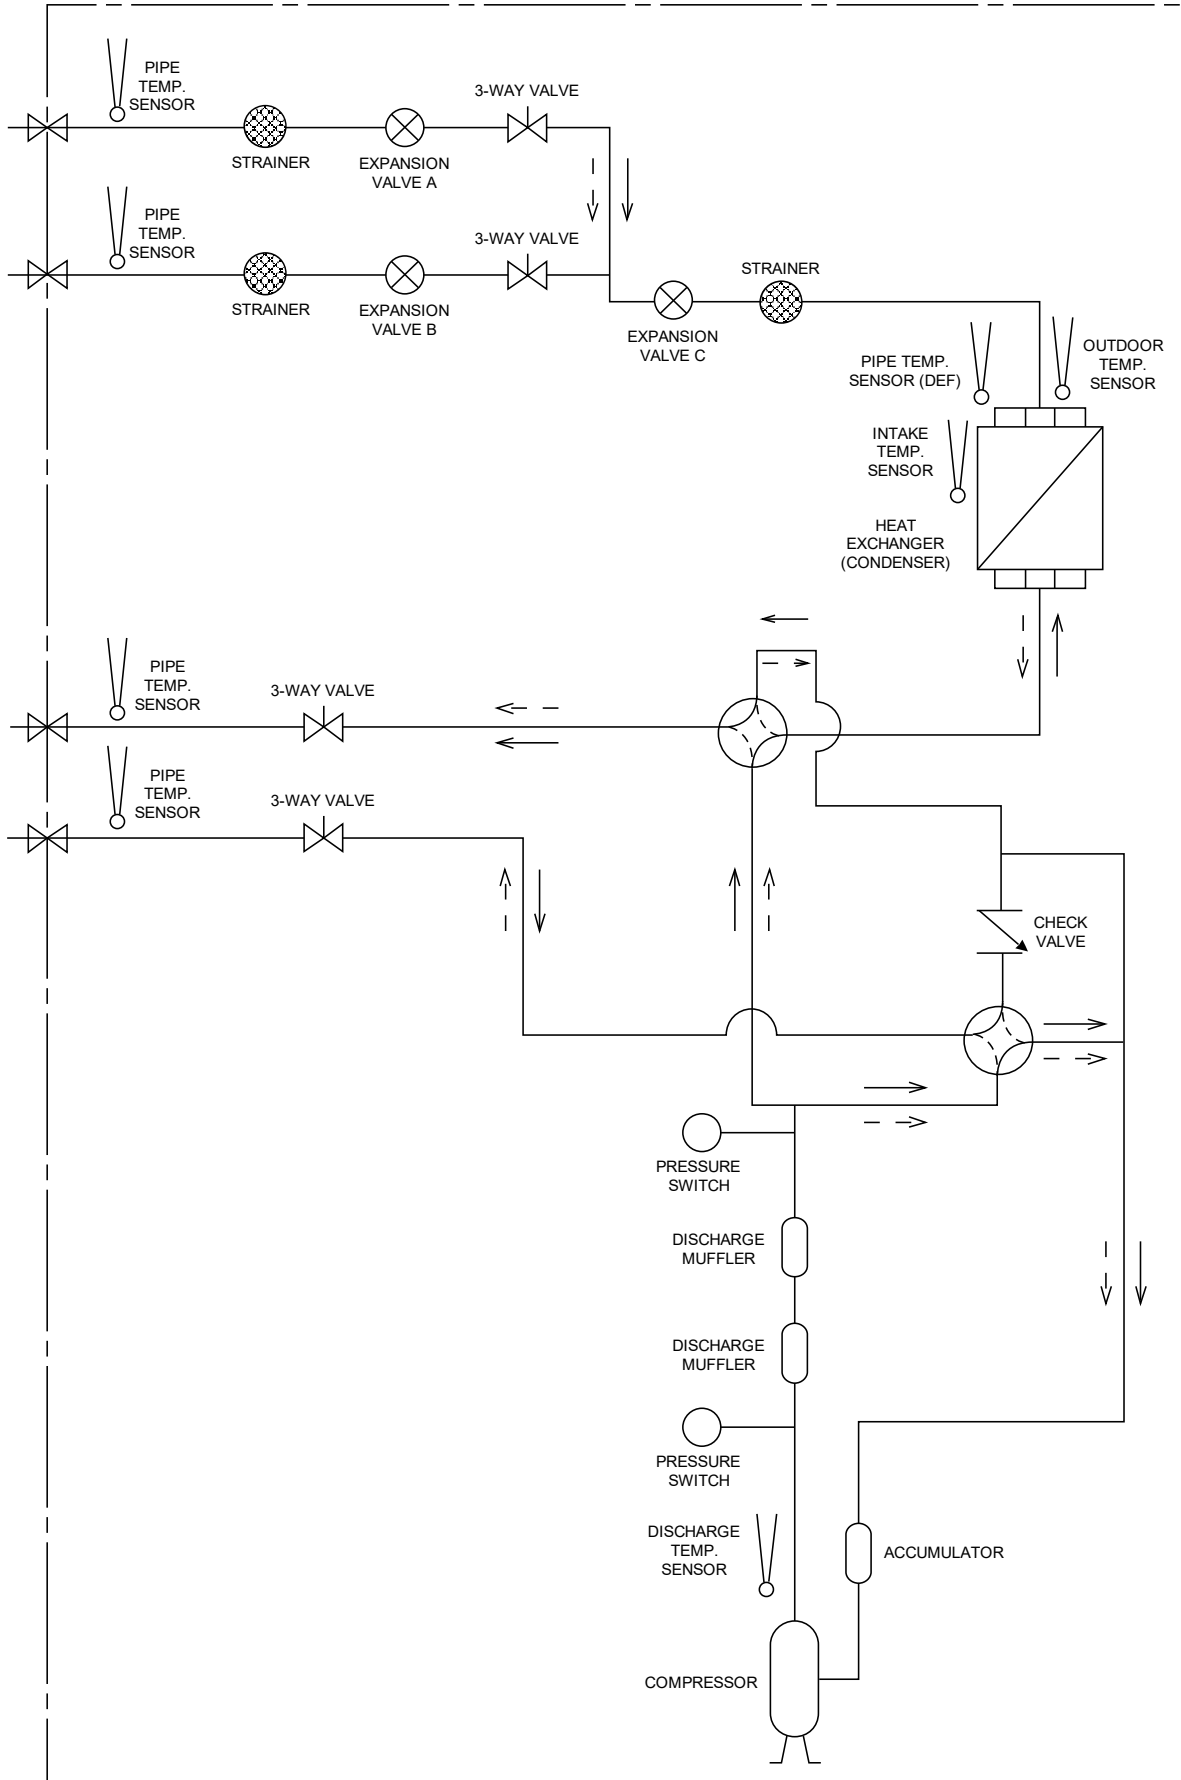 PIPE
TEMP.
SENSOR
3-WAY VALVE
STRAINER
EXPANSION
VALVE A
PIPE
TEMP.
SENSOR
3-WAY VALVE
STRAINER
EXPANSION
VALVE B
STRAINER
EXPANSION
VALVE C
PIPE TEMP.
SENSOR (DEF)
OUTDOOR
TEMP.
SENSOR
INTAKE
TEMP.
SENSOR
HEAT
EXCHANGER
(CONDENSER)
PIPE
TEMP.
SENSOR
3-WAY VALVE
PIPE
TEMP.
SENSOR
3-WAY VALVE
CHECK
VALVE
PRESSURE
SWITCH
DISCHARGE
MUFFLER
DISCHARGE
MUFFLER
PRESSURE
SWITCH
DISCHARGE
TEMP.
SENSOR
ACCUMULATOR
COMPRESSOR